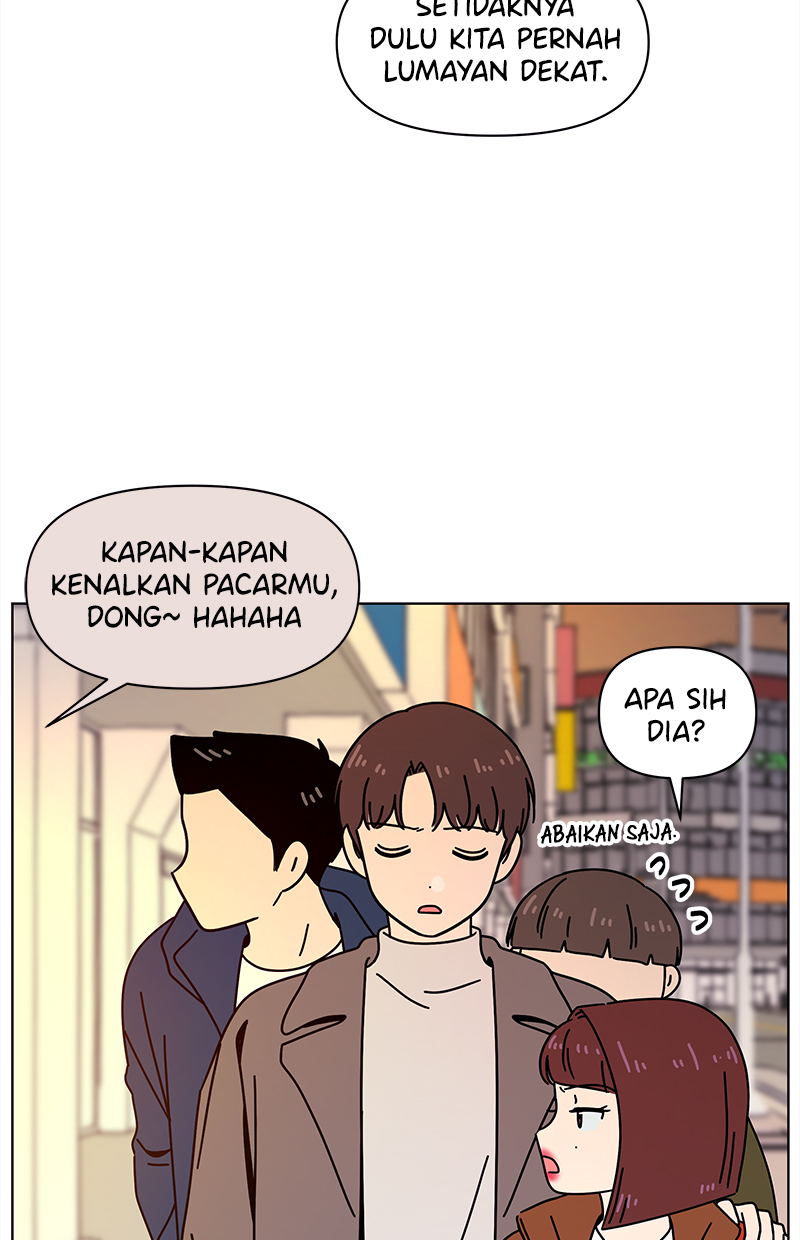 SETIDAKNYA
DULU KITA PERNAH
LUMAYAN DEKAT.
KAPAN-KAPAN
KENALKAN PACARMU,
DONG~ HAHAHA
APA SIH
DIA?
ABAIKAN SAJA.